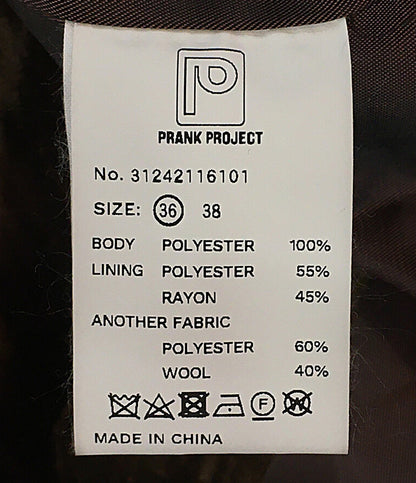 P
PRANK PROJECT
No. 31242116101
SIZE: 36 38
BODY POLYESTER 100%
LINING POLYESTER 55%
RAYON 45%
ANOTHER FABRIC
POLYESTER 60%
WOOL 40%
F W
MADE IN CHINA